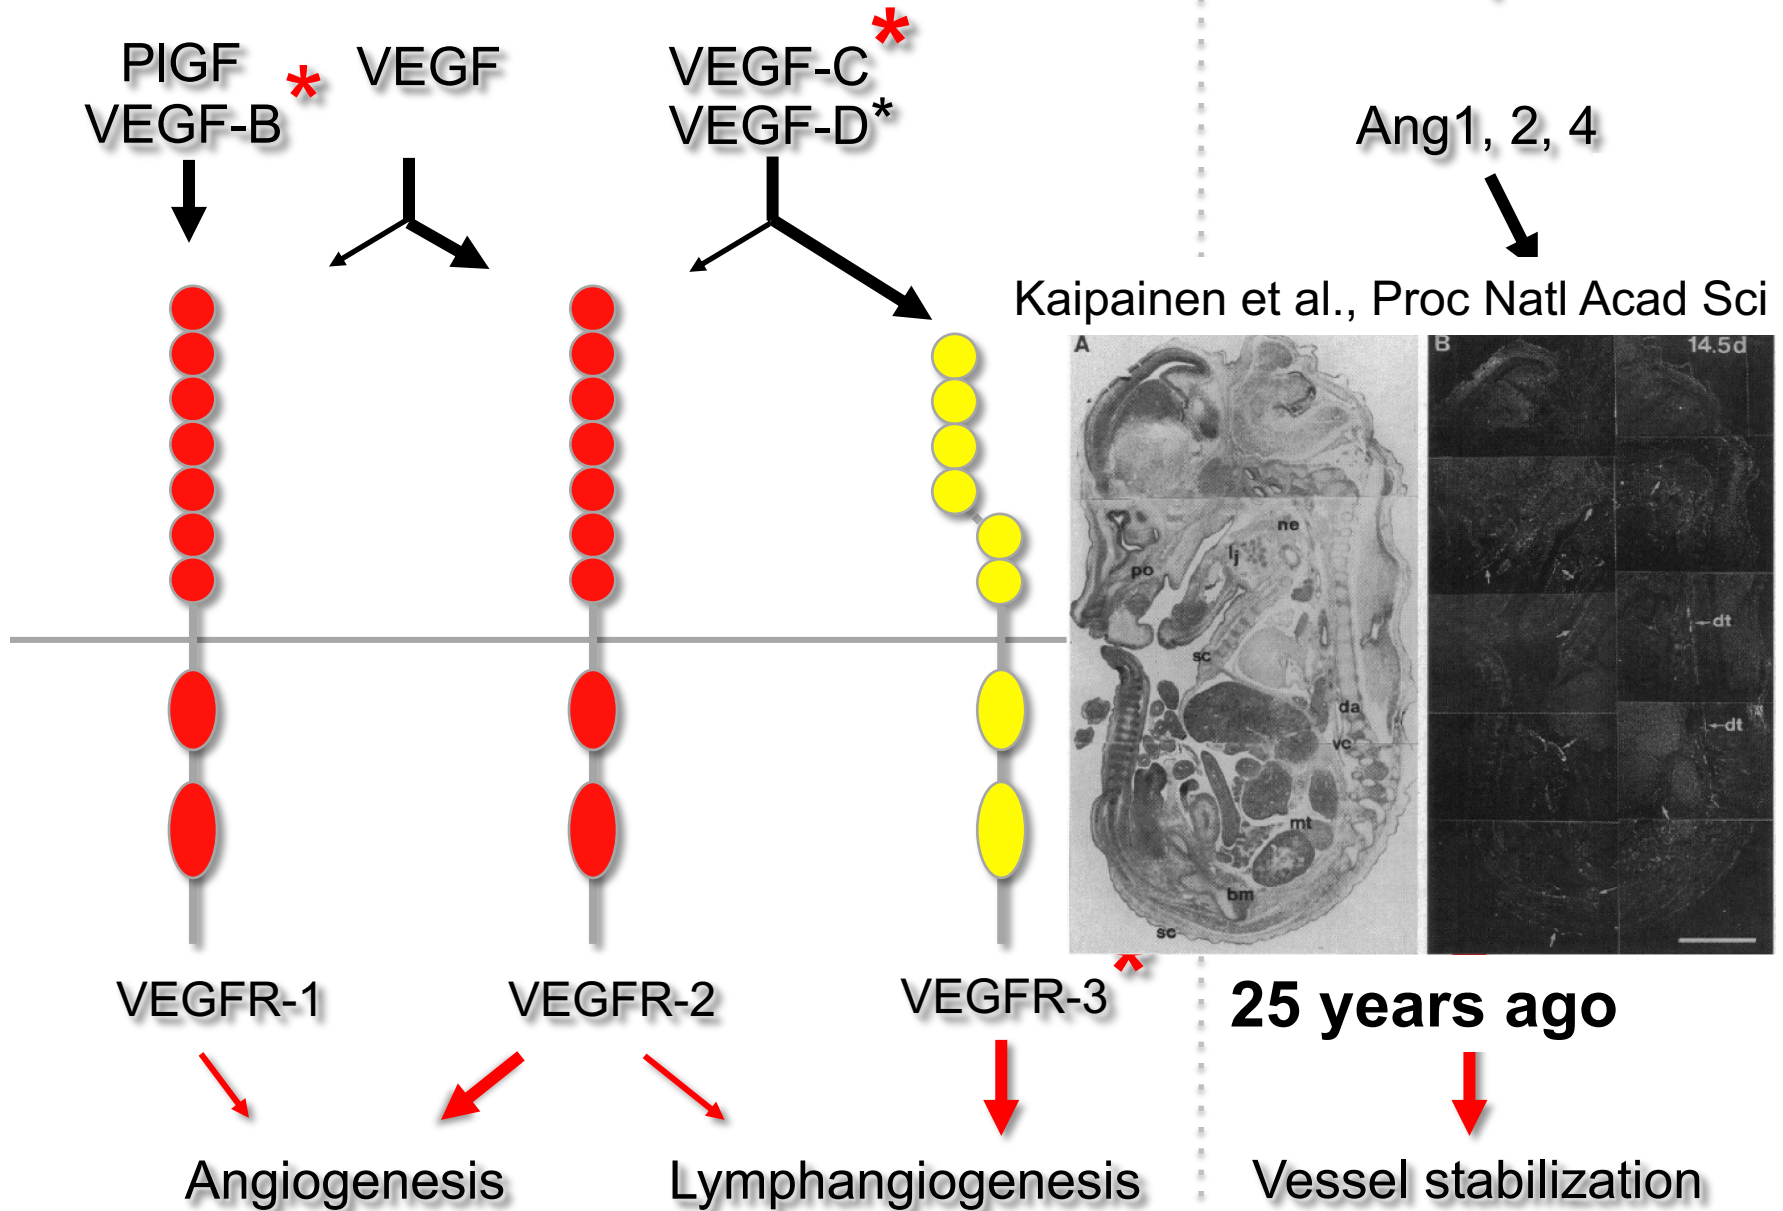 PlGF
VEGF-B*
VEGF
VEGF-C*
VEGF-D*
Ang1, 2, 4
Kaipainen et al., Proc Natl Acad Sci
A
ne
lj
po
sc
da
vc
mt
bm
sc
B
14.5d
dt
dt
VEGFR-1
VEGFR-2
VEGFR-3*
25 years ago
Angiogenesis
Lymphangiogenesis
Vessel stabilization